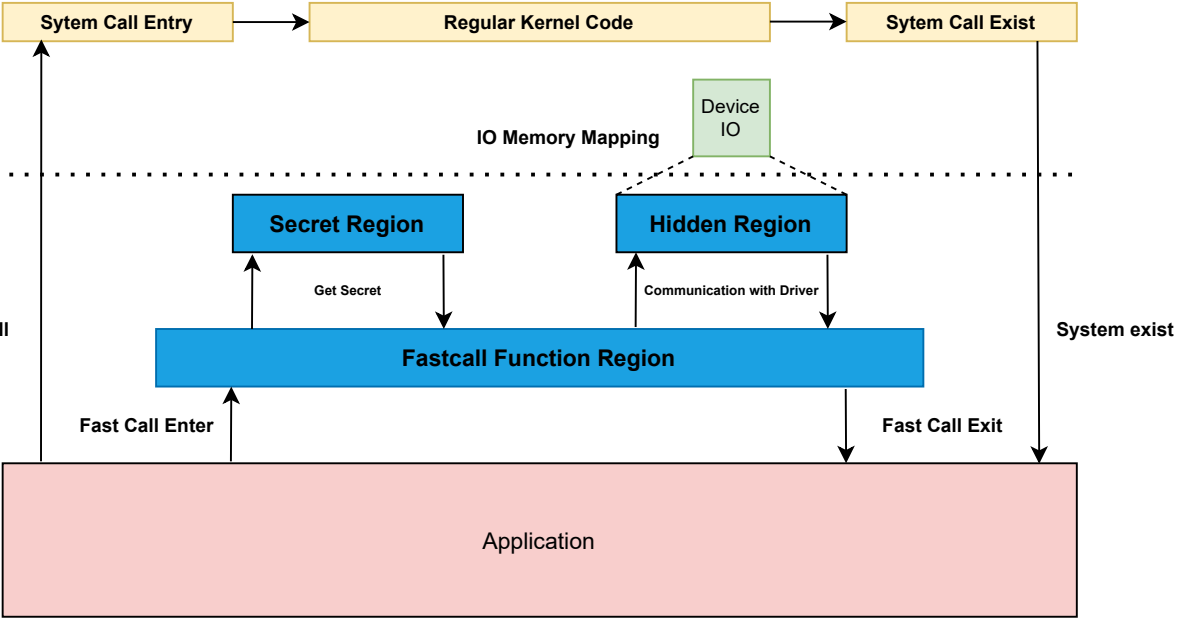 Sytem Call Entry
Regular Kernel Code
Sytem Call Exist
Device
IO
IO Memory Mapping
Secret Region
Hidden Region
Get Secret
Communication with Driver
ll
System exist
Fastcall Function Region
Fast Call Enter
Fast Call Exit
Application